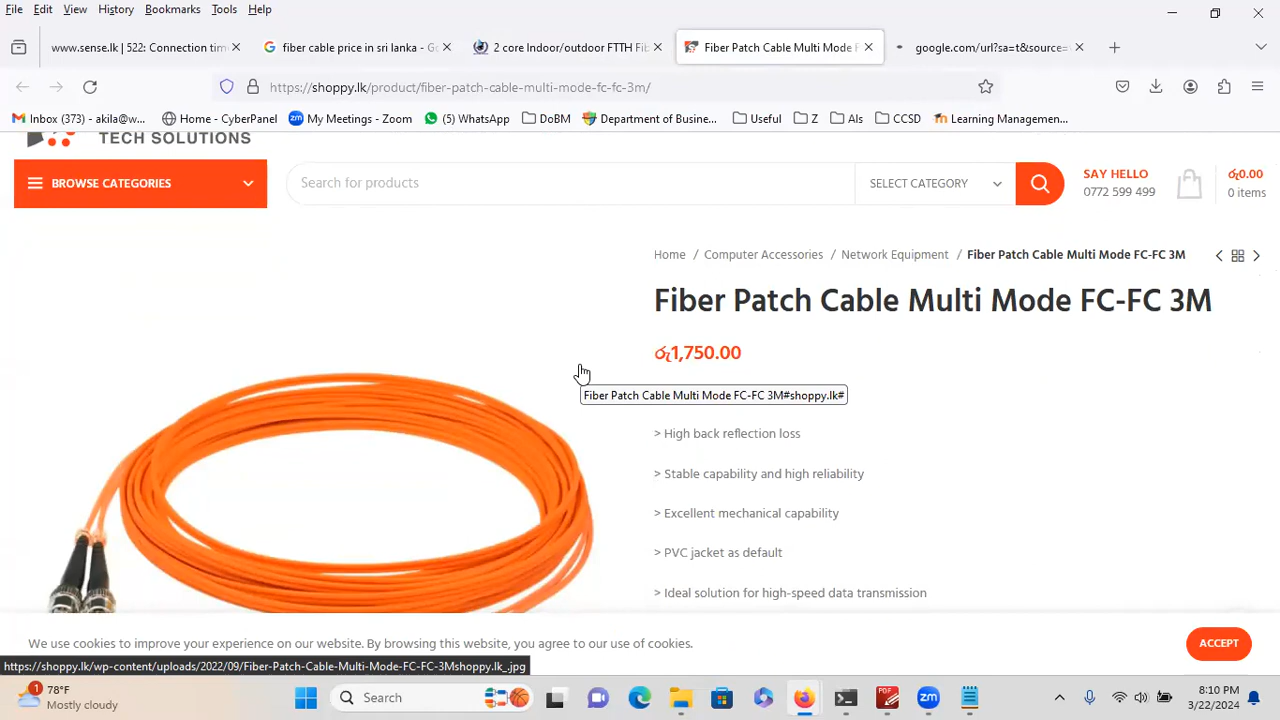 File Edit View History Bookmarks Tools Help
www.sense.lk | 522: Connection tim
fiber cable price in sri lanka - Go
2 core Indoor/outdoor FTTH Fib
Fiber Patch Cable Multi Mode F
google.com/url?sa=t&source=
https://shoppy.lk/product/fiber-patch-cable-multi-mode-fc-fc-3m/
Inbox (373) - akila@w...
Home - CyberPanel
My Meetings - Zoom
(5) WhatsApp
DoBM
Department of Busine...
Useful
Z
AIs
CCSD
Learning Managemen...
TECH SOLUTIONS
BROWSE CATEGORIES
Search for products
SELECT CATEGORY
SAY HELLO
0772 599 499
රු0.00
0 items
Home / Computer Accessories / Network Equipment / Fiber Patch Cable Multi Mode FC-FC 3M
Fiber Patch Cable Multi Mode FC-FC 3M
රු1,750.00
Fiber Patch Cable Multi Mode FC-FC 3M#shoppy.lk#
> High back reflection loss
> Stable capability and high reliability
> Excellent mechanical capability
> PVC jacket as default
> Ideal solution for high-speed data transmission
We use cookies to improve your experience on our website. By browsing this website, you agree to our use of cookies.
ACCEPT
https://shoppy.lk/wp-content/uploads/2022/09/Fiber-Patch-Cable-Multi-Mode-FC-FC-3Mshoppy.lk_.jpg
1
78°F
Mostly cloudy
Search
PDF
zm
8:10 PM
3/22/2024